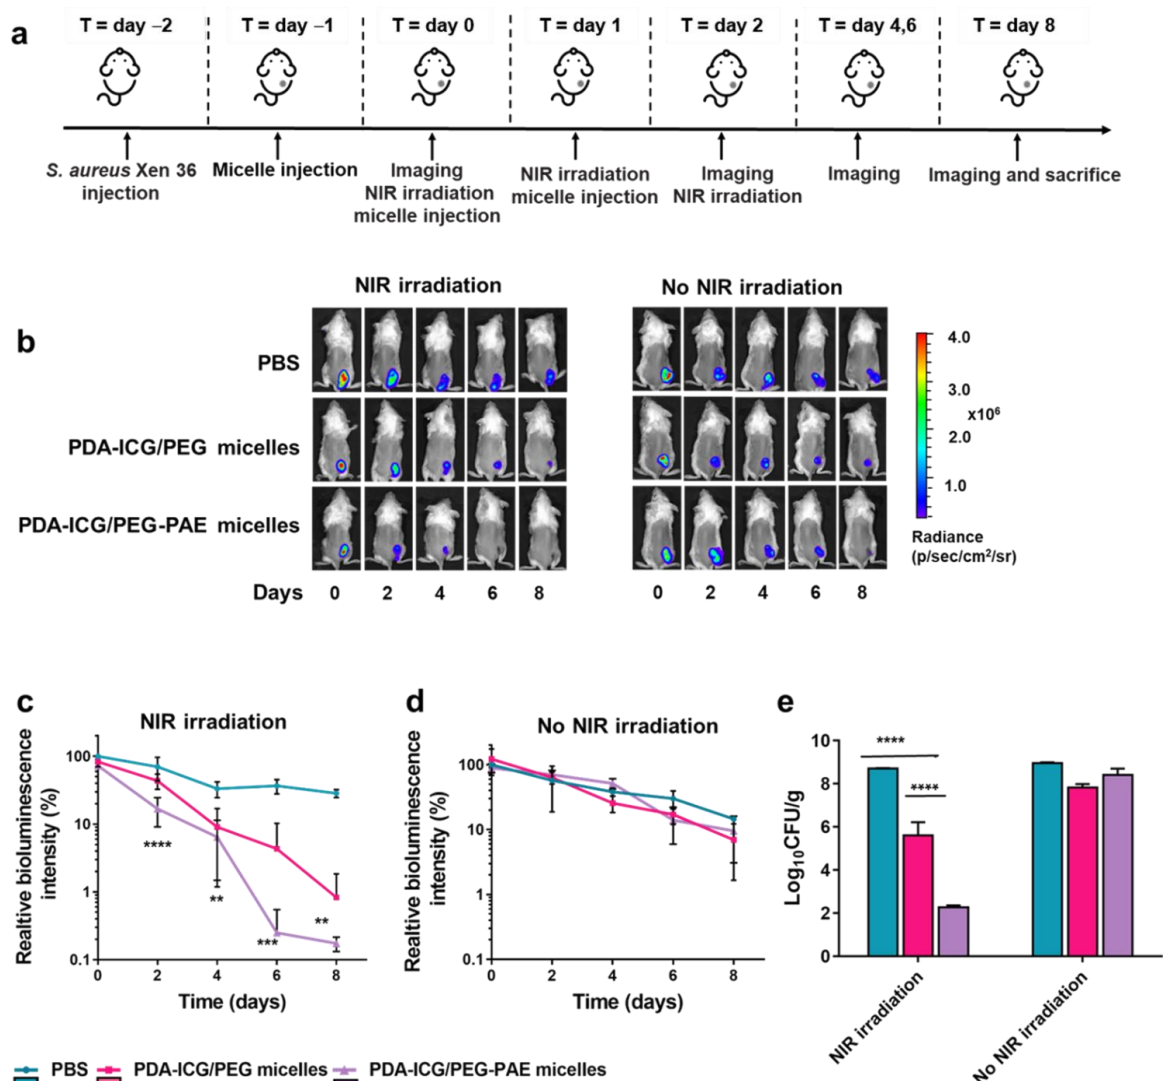 a
T = day −2
T = day −1
T = day 0
T = day 1
T = day 2
T = day 4,6
T = day 8
S. aureus Xen 36
injection
Micelle injection
Imaging
NIR irradiation
micelle injection
NIR irradiation
micelle injection
Imaging
NIR irradiation
Imaging
Imaging and sacrifice
b
NIR irradiation
No NIR irradiation
PBS
PDA-ICG/PEG micelles
PDA-ICG/PEG-PAE micelles
Days
0 2 4 6 8
0 2 4 6 8
4.0
3.0
x10⁶
2.0
1.0
Radiance
(p/sec/cm²/sr)
c
NIR irradiation
Realtive bioluminescence
intensity (%)
100
10
1
0.1
****
**
***
**
0 2 4 6 8
Time (days)
d
No NIR irradiation
Realtive bioluminescence
intensity (%)
100
10
1
0.1
0 2 4 6 8
Time (days)
e
Log₁₀CFU/g
10
8
6
4
2
0
****
****
NIR irradiation
No NIR irradiation
PBS
PDA-ICG/PEG micelles
PDA-ICG/PEG-PAE micelles